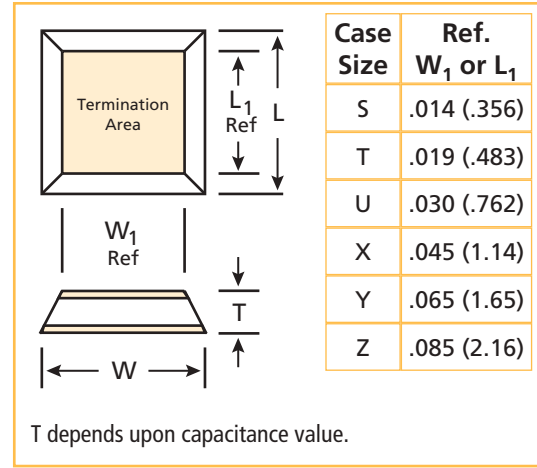 Termination
Area
L1
Ref
L
W1
Ref
T
W
Case Size Ref. W1 or L1
S .014 (.356)
T .019 (.483)
U .030 (.762)
X .045 (1.14)
Y .065 (1.65)
Z .085 (2.16)
T depends upon capacitance value.